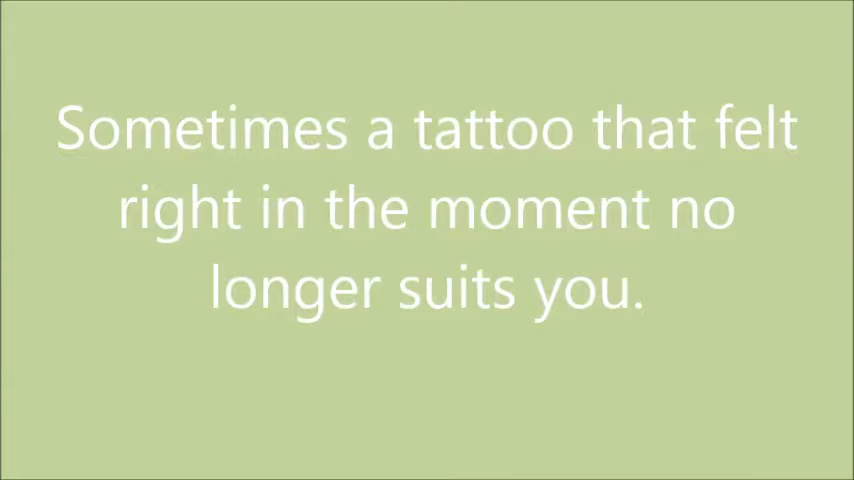 Sometimes a tattoo that felt
right in the moment no
longer suits you.